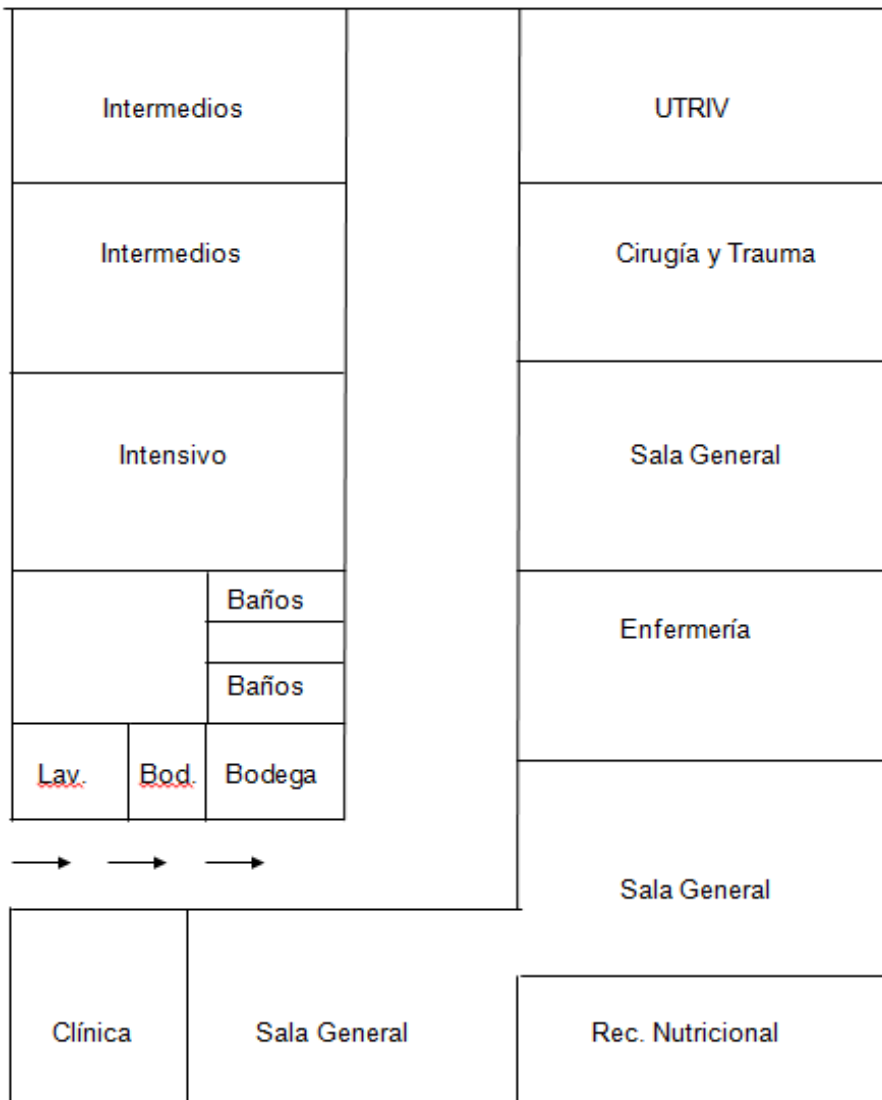 Intermedios
UTRIV
Intermedios
Cirugía y Trauma
Intensivo
Sala General
Baños
Enfermería
Baños
Lav.
Bod.
Bodega
Sala General
Clínica
Sala General
Rec. Nutricional